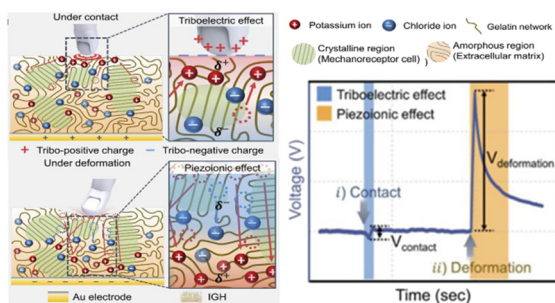 Under contact
Triboelectric effect
+ + + + +
δ+
δ−
+ Tribo-positive charge − Tribo-negative charge
Under deformation
Piezoionic effect
δ−
δ+
Au electrode IGH
Potassium ion Chloride ion Gelatin network
Crystalline region
(Mechanoreceptor cell)
Amorphous region
(Extracellular matrix)
)
Triboelectric effect
Piezoionic effect
Voltage (V)
i) Contact
Vcontact
Vdeformation
ii) Deformation
Time (sec)